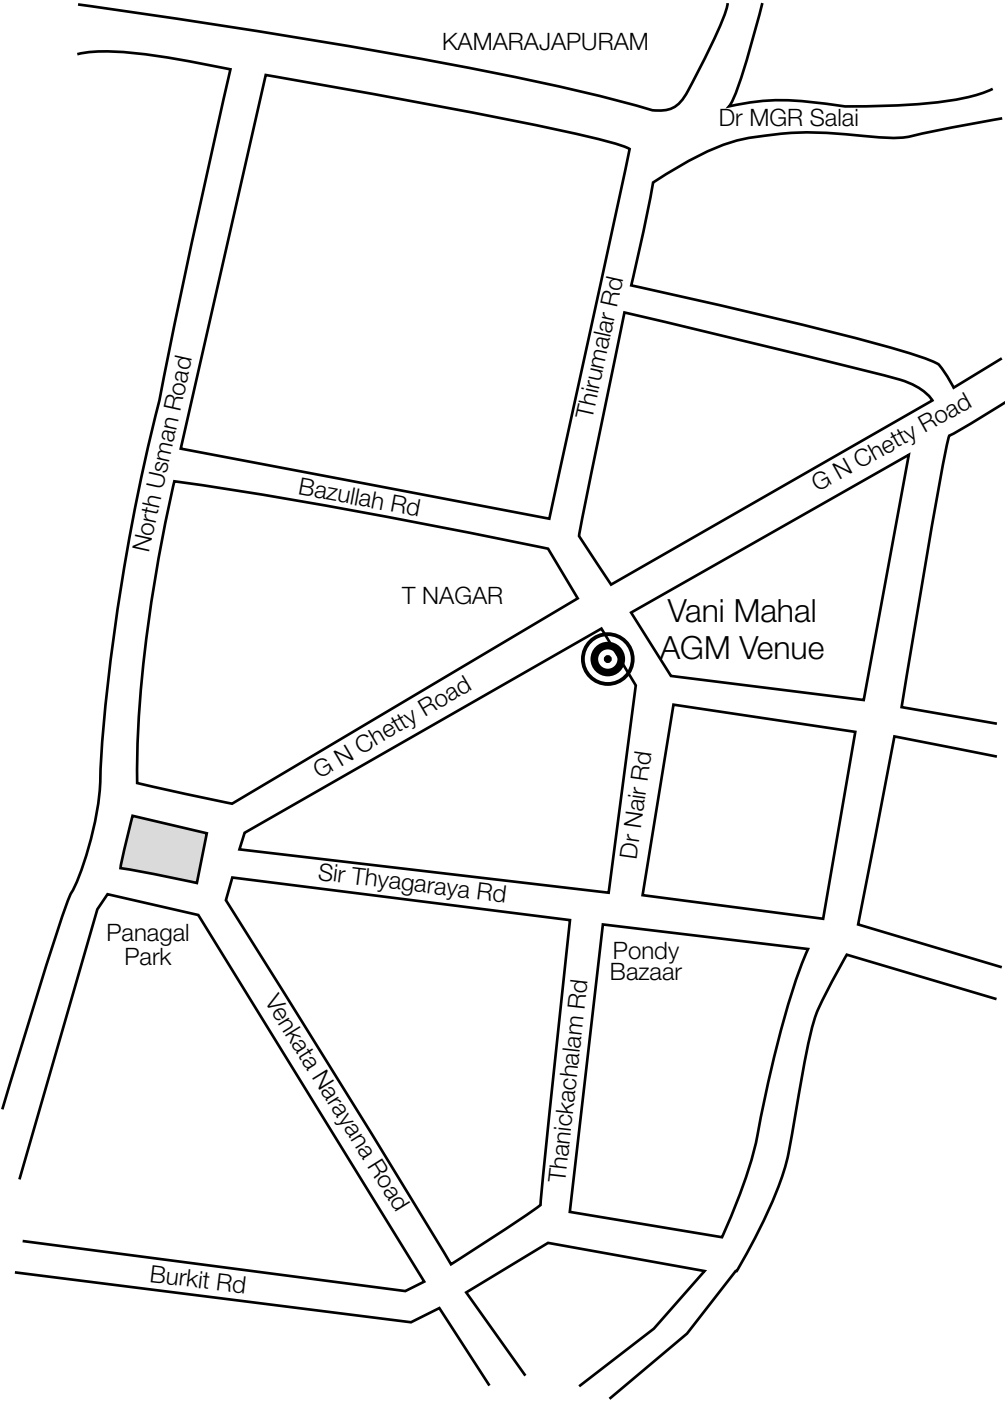 KAMARAJAPURAM
Dr MGR Salai
Thirumalar Rd
North Usman Road
G N Chetty Road
Bazullah Rd
T NAGAR
Vani Mahal
AGM Venue
G N Chetty Road
Dr Nair Rd
Sir Thyagaraya Rd
Panagal
Park
Pondy
Bazaar
Venkata Narayana Road
Thanickachalam Rd
Burkit Rd